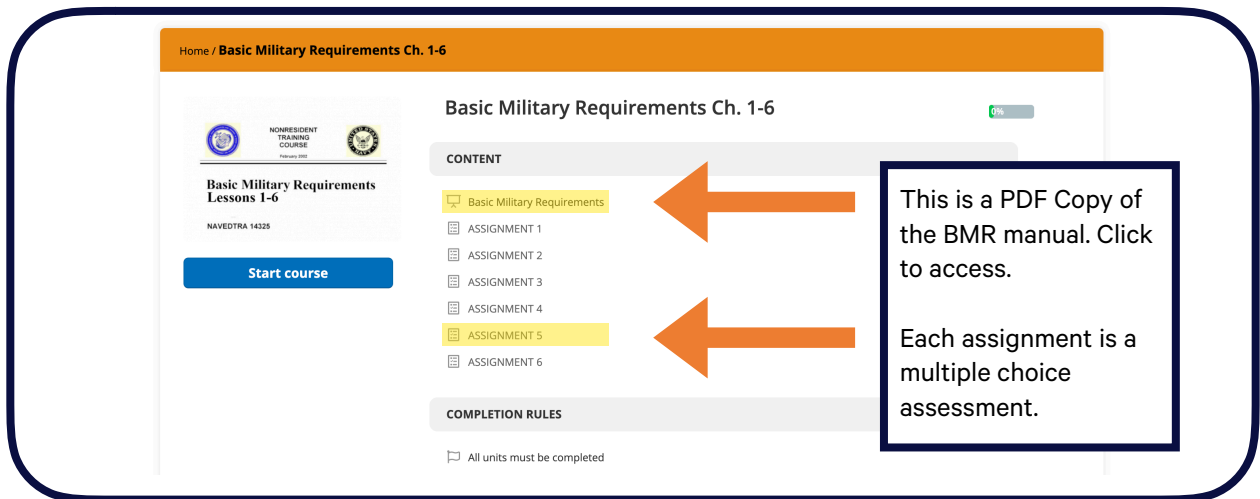 Home / Basic Military Requirements Ch. 1-6
NONRESIDENT
TRAINING
COURSE
February 2002
Basic Military Requirements
Lessons 1-6
NAVEDTRA 14325
Start course
Basic Military Requirements Ch. 1-6
0%
CONTENT
Basic Military Requirements
ASSIGNMENT 1
ASSIGNMENT 2
ASSIGNMENT 3
ASSIGNMENT 4
ASSIGNMENT 5
ASSIGNMENT 6
COMPLETION RULES
All units must be completed
This is a PDF Copy of
the BMR manual. Click
to access.
Each assignment is a
multiple choice
assessment.